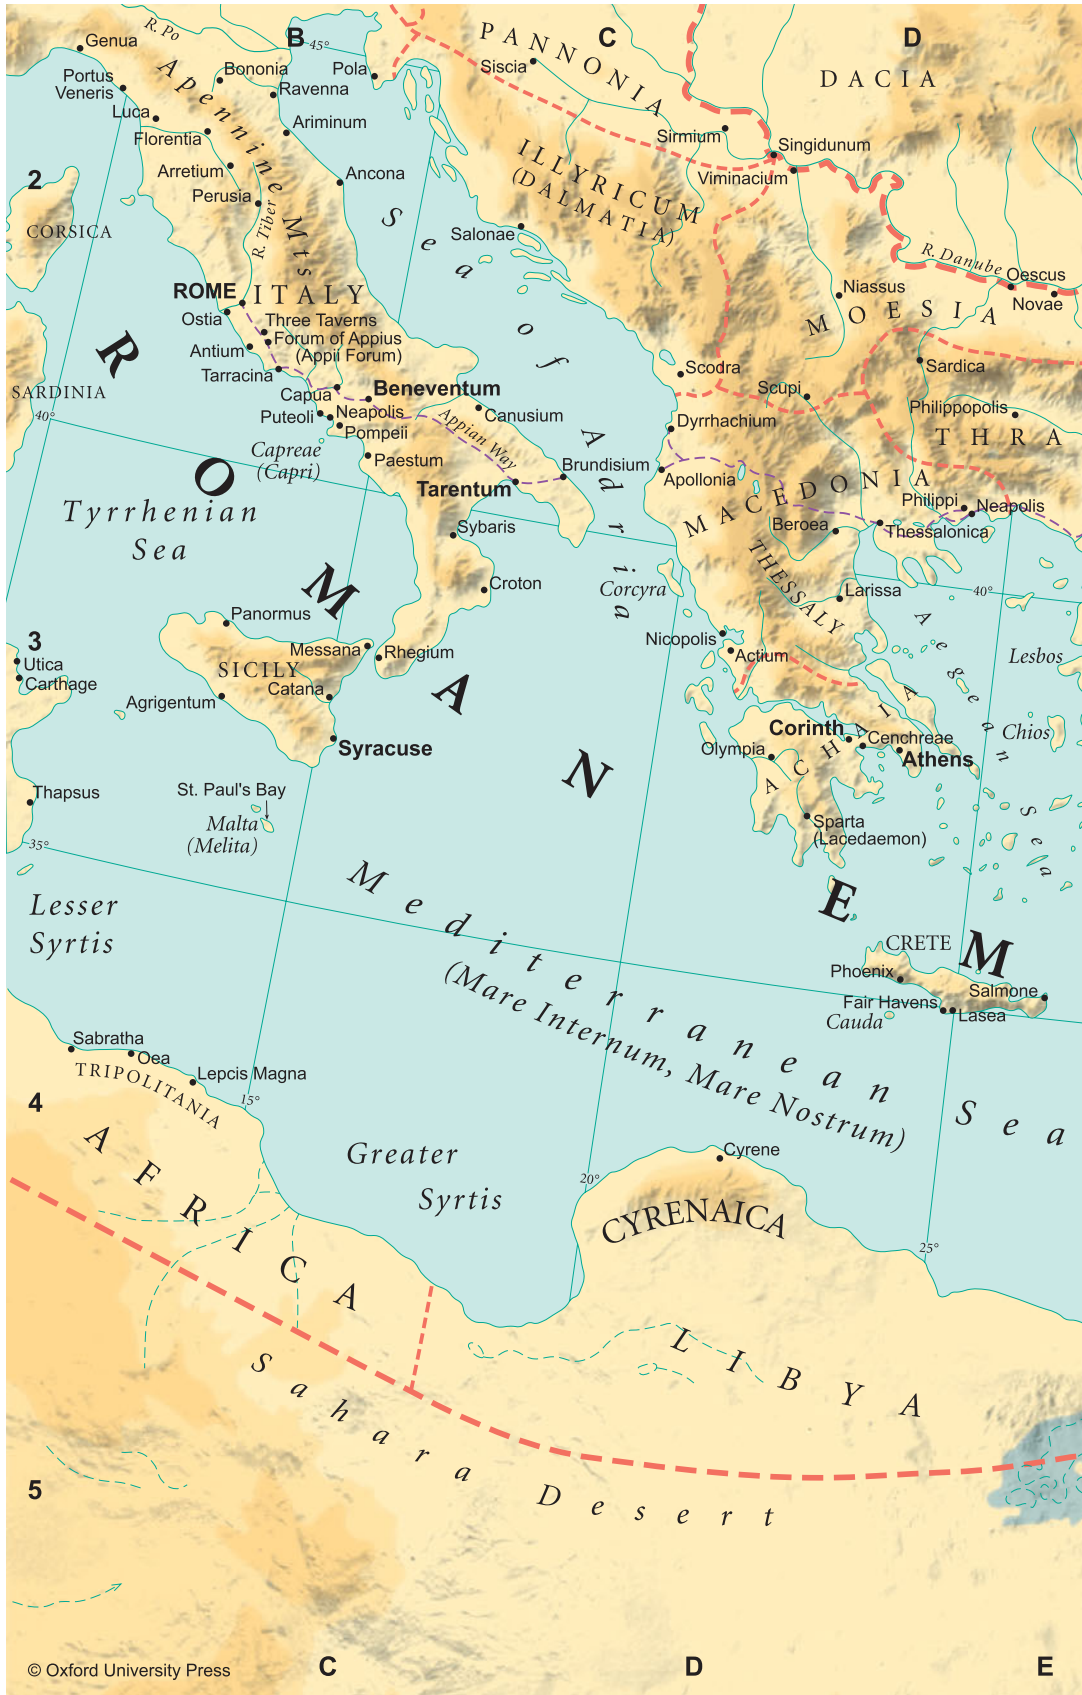 B
C
D
R. Po
45°
Genua
Apennine Mts
Bononia
Pola
PANNONIA
Siscia
DACIA
Portus
Veneris
Ravenna
Luca
Ariminum
Florentia
Sirmium
Singidunum
ILLYRICUM
(DALMATIA)
Viminacium
2
Arretium
Ancona
Perusia
R. Tiber
CORSICA
Salonae
R. Danube
Oescus
Novae
ROME
ITALY
Niassus
MOESIA
Ostia
Three Taverns
Forum of Appius
(Appii Forum)
Antium
Tarracina
Scodra
Sardica
SARDINIA
Capua
Beneventum
Scupi
Philippopolis
40°
Puteoli
Neapolis
Canusium
Dyrrhachium
THRA
Pompeii
Appian Way
Capreae
(Capri)
Paestum
Brundisium
Apollonia
MACEDONIA
Tarentum
Philippi
Neapolis
Tyrrhenian
Sea
Sea of Adria
Sybaris
Beroea
Thessalonica
THESSALY
Croton
Corcyra
Larissa
40°
Panormus
Nicopolis
3
Messana
Rhegium
Actium
Lesbos
Utica
Carthage
SICILY
Catana
Aegean Sea
Agrigentum
Corinth
Cenchreae
Chios
Syracuse
Olympia
ACHAIA
Athens
Thapsus
St. Paul's Bay
Malta
(Melita)
Sparta
(Lacedaemon)
35°
ROMAN EM
Lesser
Syrtis
Mediterranean Sea
(Mare Internum, Mare Nostrum)
CRETE
Phoenix
Salmone
Fair Havens
Lasea
Cauda
Sabratha
Oea
TRIPOLITANIA
Lepcis Magna
15°
4
Greater
Syrtis
Cyrene
20°
CYRENAICA
25°
AFRICA
LIBYA
Sahara Desert
5
© Oxford University Press
C
D
E